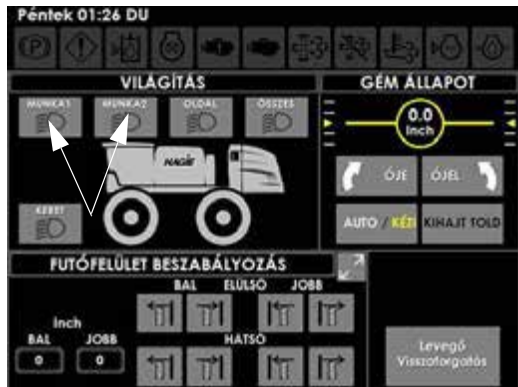 Péntek 01:26 DU
VILÁGÍTÁS
MUNKA1 MUNKA2 OLDAL ÖSSZES
HAGIE
KERET
GÉM ÁLLAPOT
0.0
Inch
ÓJE ÓJEL
AUTO / KÉZI KIHAJT TOLD
FUTÓFELÜLET BESZABÁLYOZÁS
BAL ELÜLSŐ JOBB
Inch
BAL JOBB
0 0
HÁTSÓ
Levegő
Visszaforgatás